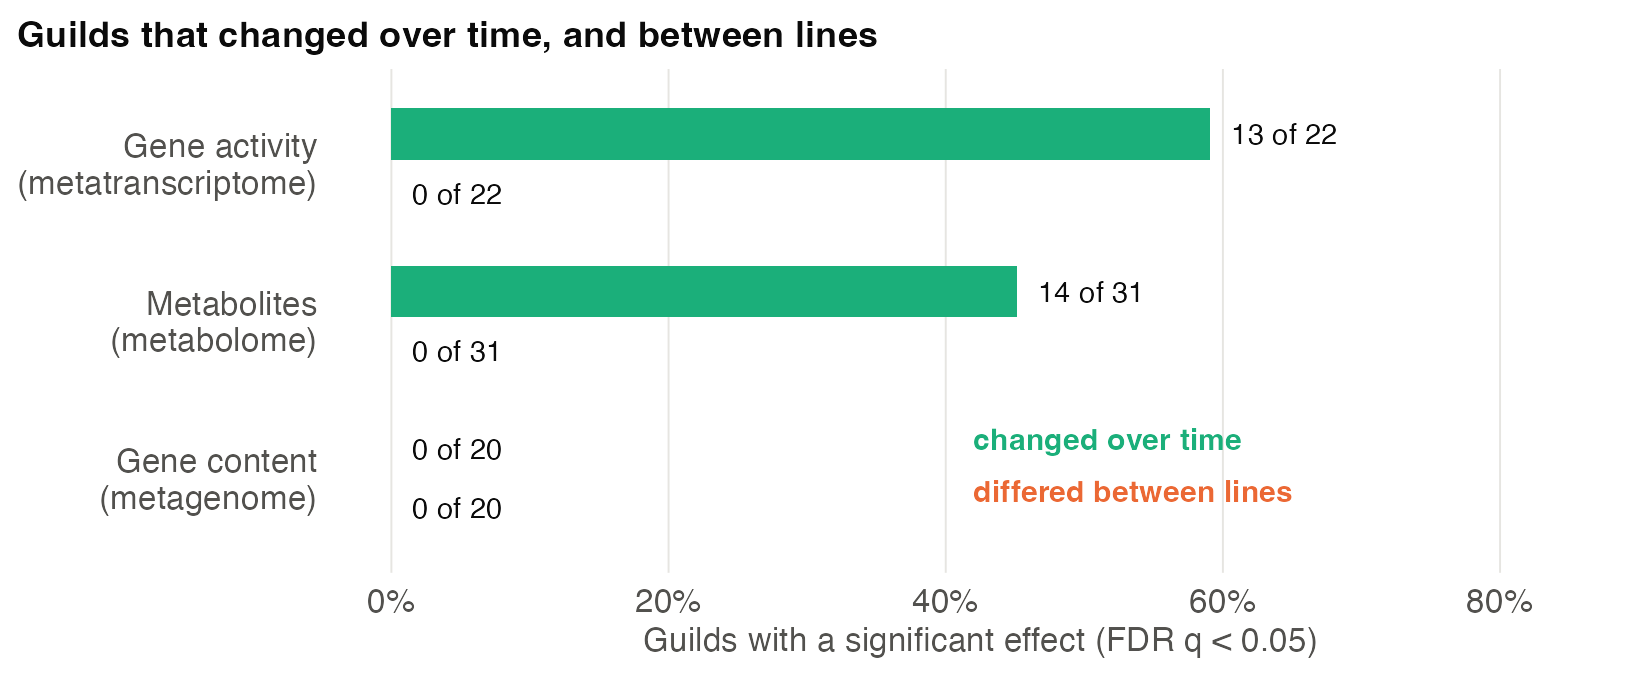 Guilds that changed over time, and between lines
Gene activity
(metatranscriptome)
13 of 22
0 of 22
Metabolites
(metabolome)
14 of 31
0 of 31
Gene content
(metagenome)
0 of 20
0 of 20
changed over time
differed between lines
0%
20%
40%
60%
80%
Guilds with a significant effect (FDR q < 0.05)